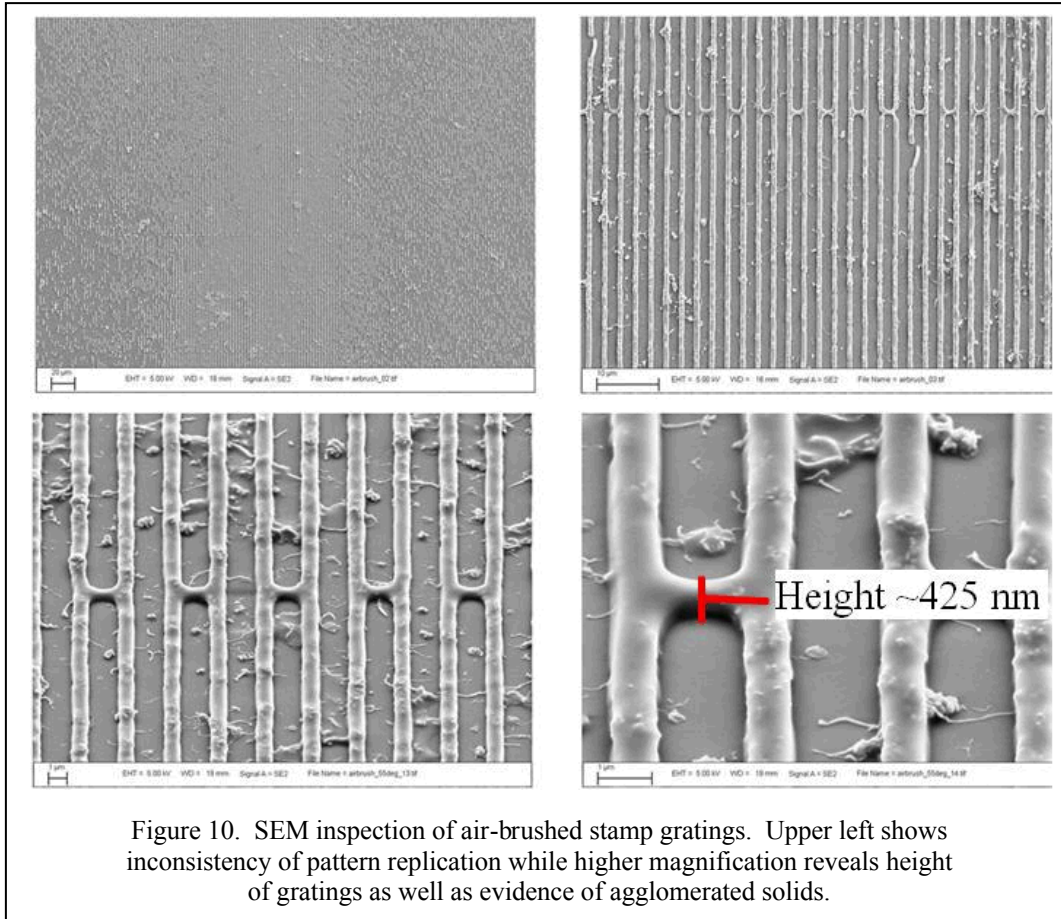 20 µm
EHT = 5.00 kV WD = 18 mm Signal A = SE2 File Name = airbrush_02.tif
10 µm
EHT = 5.00 kV WD = 18 mm Signal A = SE2 File Name = airbrush_03.tif
Height ~425 nm
1 µm
EHT = 5.00 kV WD = 19 mm Signal A = SE2 File Name = airbrush_55deg_13.tif
1 µm
EHT = 5.00 kV WD = 19 mm Signal A = SE2 File Name = airbrush_55deg_14.tif
Figure 10. SEM inspection of air-brushed stamp gratings. Upper left shows
inconsistency of pattern replication while higher magnification reveals height
of gratings as well as evidence of agglomerated solids.